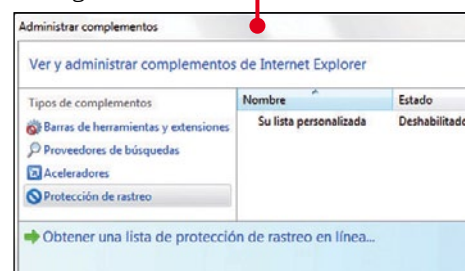 Administrar complementos
Ver y administrar complementos de Internet Explorer
Tipos de complementos
Nombre
Estado
Barras de herramientas y extensiones
Su lista personalizada
Deshabilitado
Proveedores de búsquedas
Aceleradores
Protección de rastreo
Obtener una lista de protección de rastreo en línea...